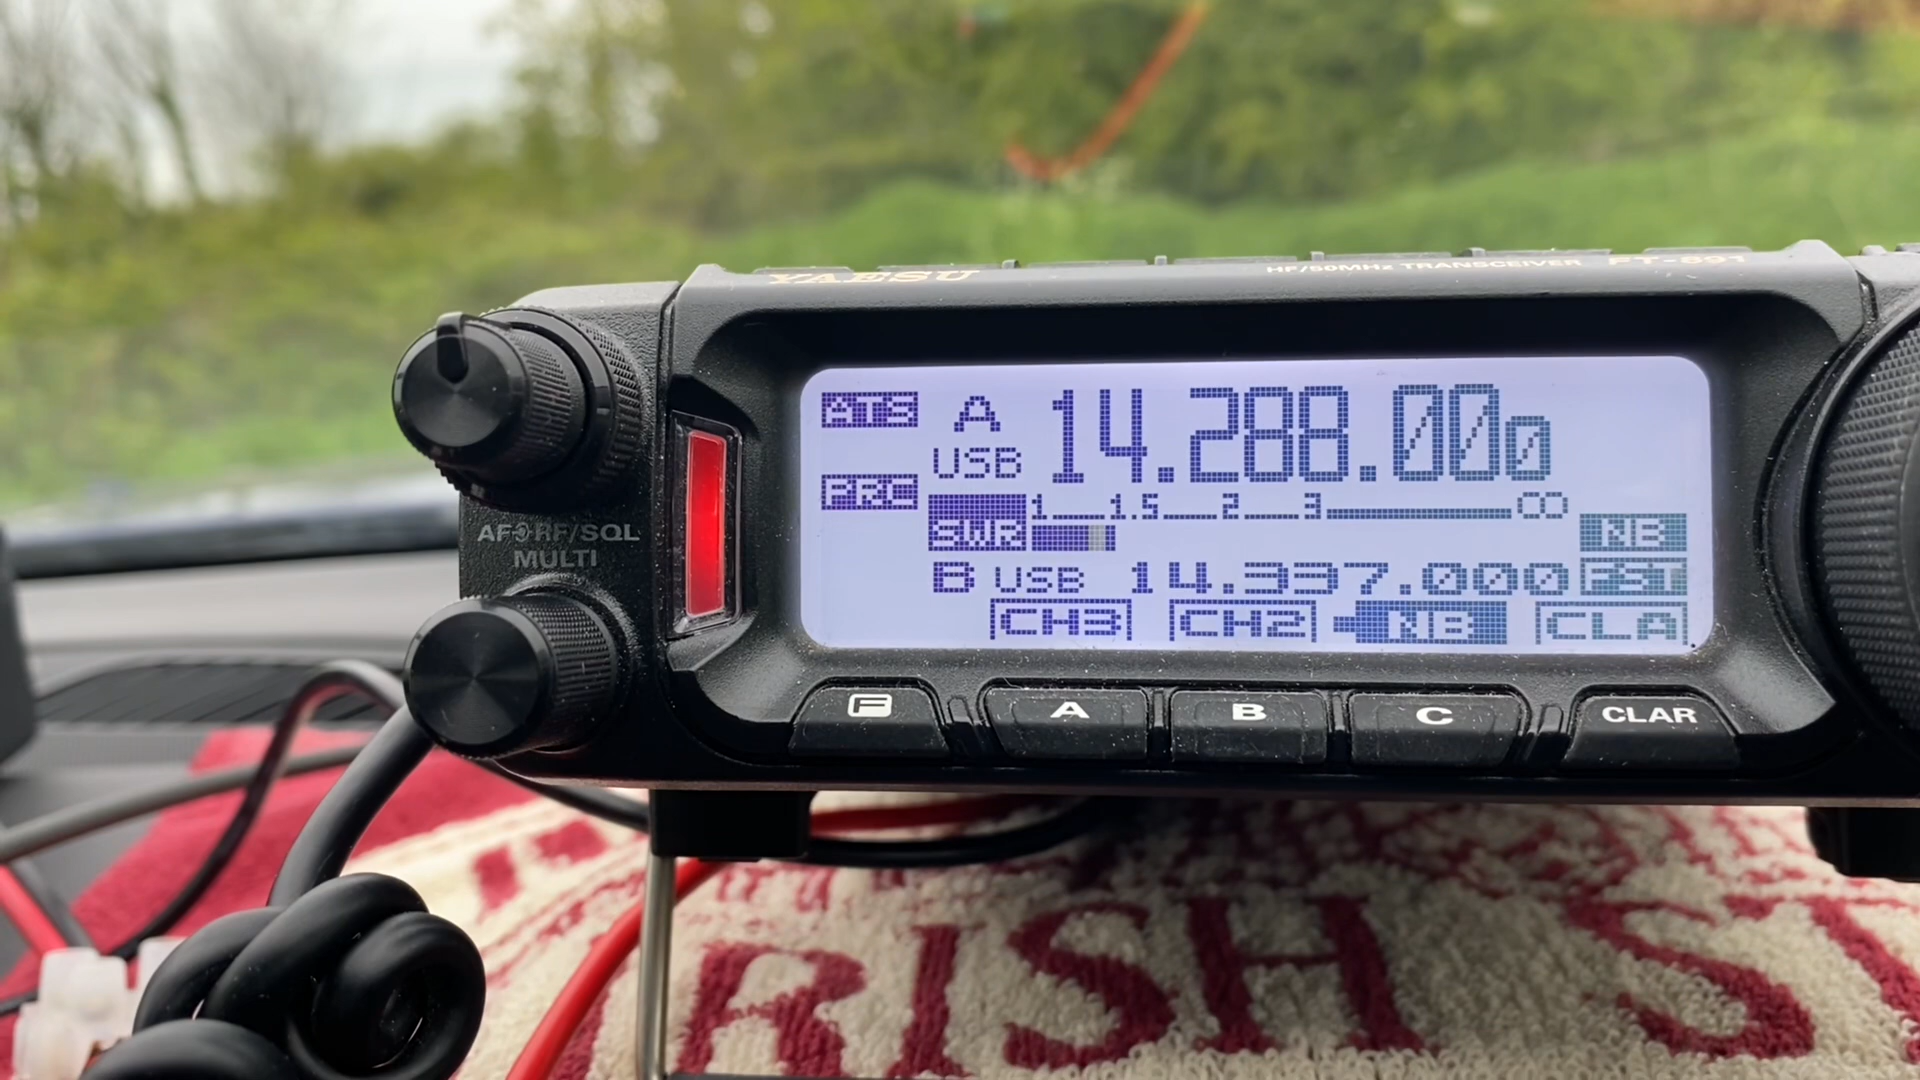 YAESU
HF/50MHz TRANSCEIVER FT-891
ATS A 14.288.000
USB
PRC
1 1.5 2 3 ∞
SWR NB
B USB 14.337.000 FST
CH3 CH2 NB CLA
AF RF/SQL
MULTI
F A B C CLAR
RISH ST